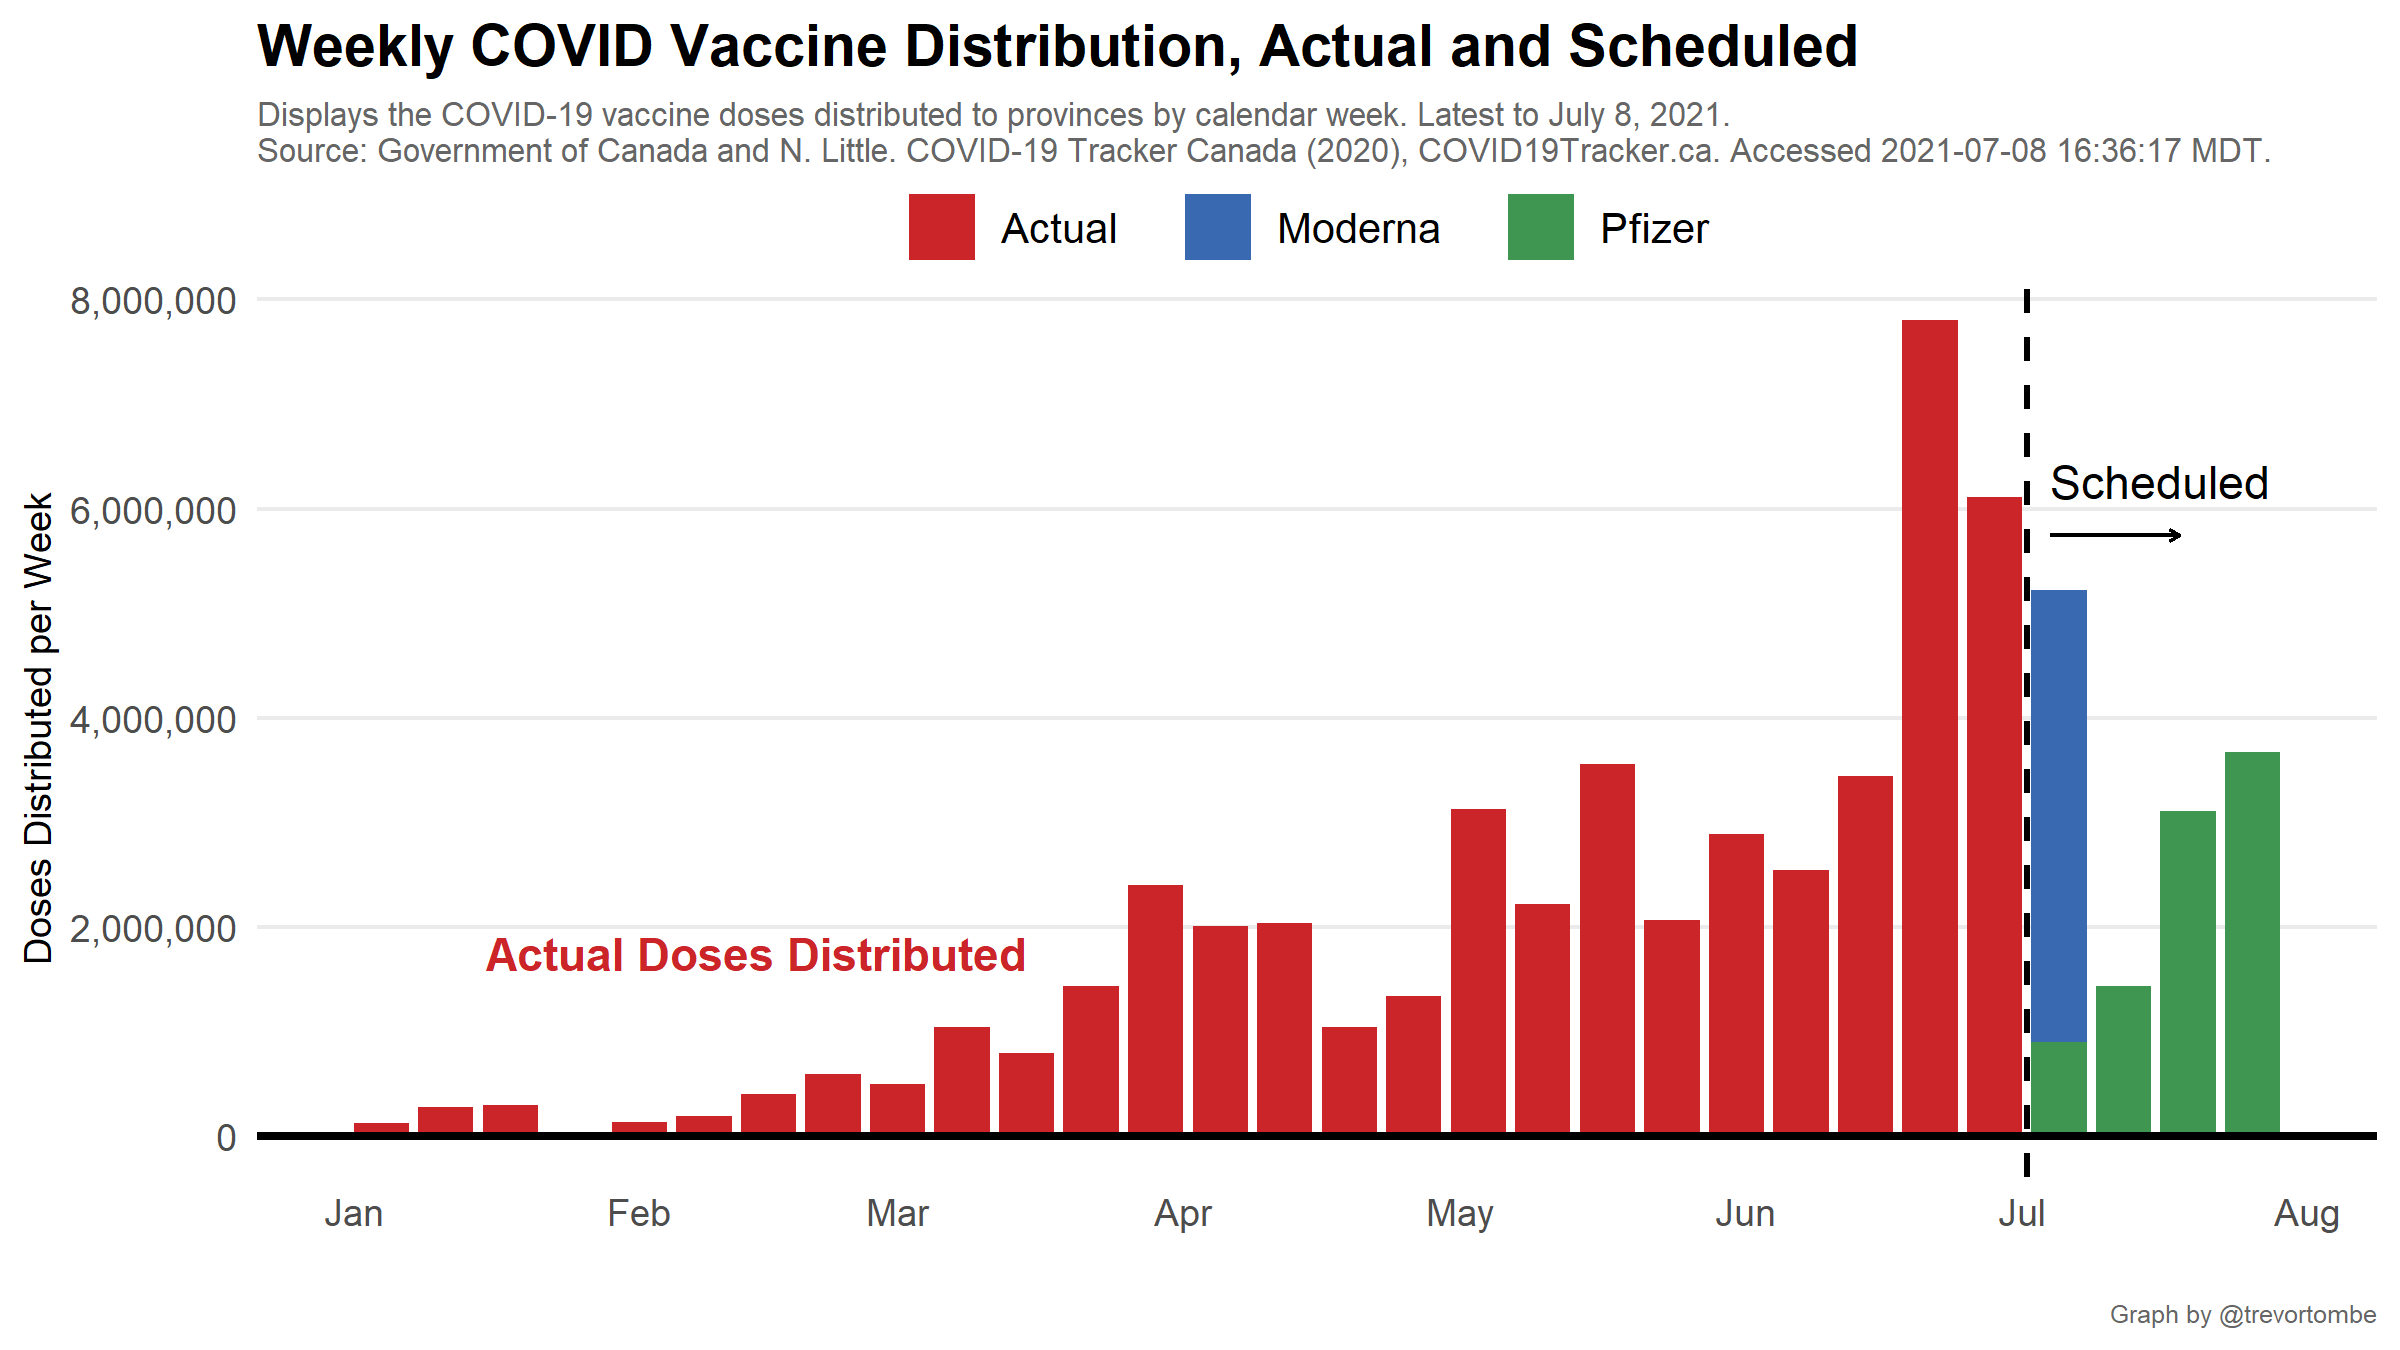 Weekly COVID Vaccine Distribution, Actual and Scheduled
Displays the COVID-19 vaccine doses distributed to provinces by calendar week. Latest to July 8, 2021.
Source: Government of Canada and N. Little. COVID-19 Tracker Canada (2020), COVID19Tracker.ca. Accessed 2021-07-08 16:36:17 MDT.
Actual Moderna Pfizer
Doses Distributed per Week
8,000,000
6,000,000
4,000,000
2,000,000
0
Scheduled
Actual Doses Distributed
Jan Feb Mar Apr May Jun Jul Aug
Graph by @trevortombe